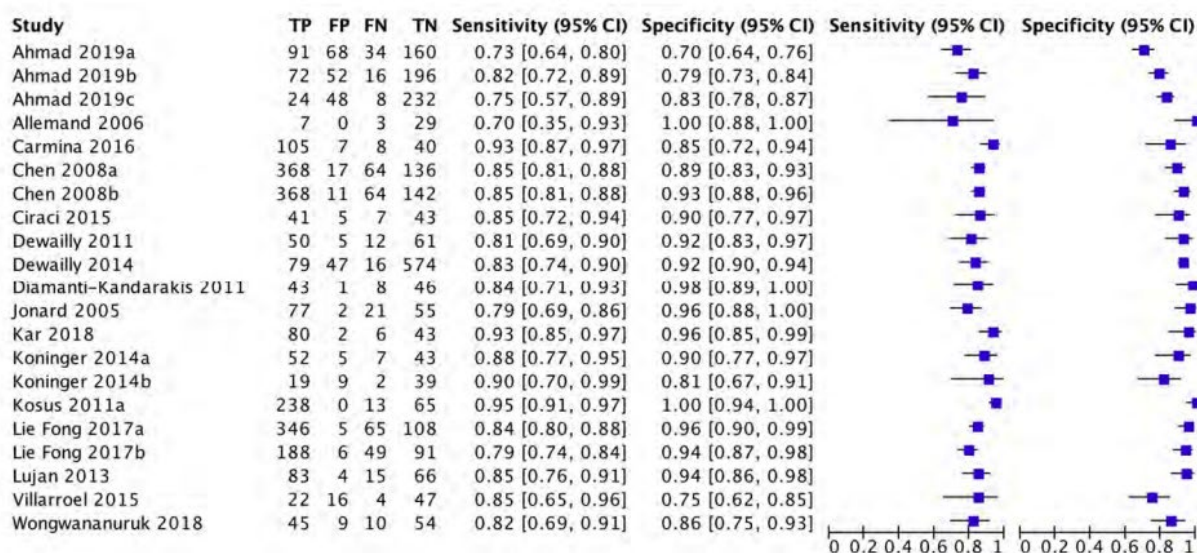 Study TP FP FN TN Sensitivity (95% CI) Specificity (95% CI) Sensitivity (95% CI) Specificity (95% CI)
Ahmad 2019a 91 68 34 160 0.73 [0.64, 0.80] 0.70 [0.64, 0.76]
Ahmad 2019b 72 52 16 196 0.82 [0.72, 0.89] 0.79 [0.73, 0.84]
Ahmad 2019c 24 48 8 232 0.75 [0.57, 0.89] 0.83 [0.78, 0.87]
Allemand 2006 7 0 3 29 0.70 [0.35, 0.93] 1.00 [0.88, 1.00]
Carmina 2016 105 7 8 40 0.93 [0.87, 0.97] 0.85 [0.72, 0.94]
Chen 2008a 368 17 64 136 0.85 [0.81, 0.88] 0.89 [0.83, 0.93]
Chen 2008b 368 11 64 142 0.85 [0.81, 0.88] 0.93 [0.88, 0.96]
Ciraci 2015 41 5 7 43 0.85 [0.72, 0.94] 0.90 [0.77, 0.97]
Dewailly 2011 50 5 12 61 0.81 [0.69, 0.90] 0.92 [0.83, 0.97]
Dewailly 2014 79 47 16 574 0.83 [0.74, 0.90] 0.92 [0.90, 0.94]
Diamanti-Kandarakis 2011 43 1 8 46 0.84 [0.71, 0.93] 0.98 [0.89, 1.00]
Jonard 2005 77 2 21 55 0.79 [0.69, 0.86] 0.96 [0.88, 1.00]
Kar 2018 80 2 6 43 0.93 [0.85, 0.97] 0.96 [0.85, 0.99]
Koninger 2014a 52 5 7 43 0.88 [0.77, 0.95] 0.90 [0.77, 0.97]
Koninger 2014b 19 9 2 39 0.90 [0.70, 0.99] 0.81 [0.67, 0.91]
Kosus 2011a 238 0 13 65 0.95 [0.91, 0.97] 1.00 [0.94, 1.00]
Lie Fong 2017a 346 5 65 108 0.84 [0.80, 0.88] 0.96 [0.90, 0.99]
Lie Fong 2017b 188 6 49 91 0.79 [0.74, 0.84] 0.94 [0.87, 0.98]
Lujan 2013 83 4 15 66 0.85 [0.76, 0.91] 0.94 [0.86, 0.98]
Villarroel 2015 22 16 4 47 0.85 [0.65, 0.96] 0.75 [0.62, 0.85]
Wongwananuruk 2018 45 9 10 54 0.82 [0.69, 0.91] 0.86 [0.75, 0.93]
0 0.2 0.4 0.6 0.8 1 0 0.2 0.4 0.6 0.8 1